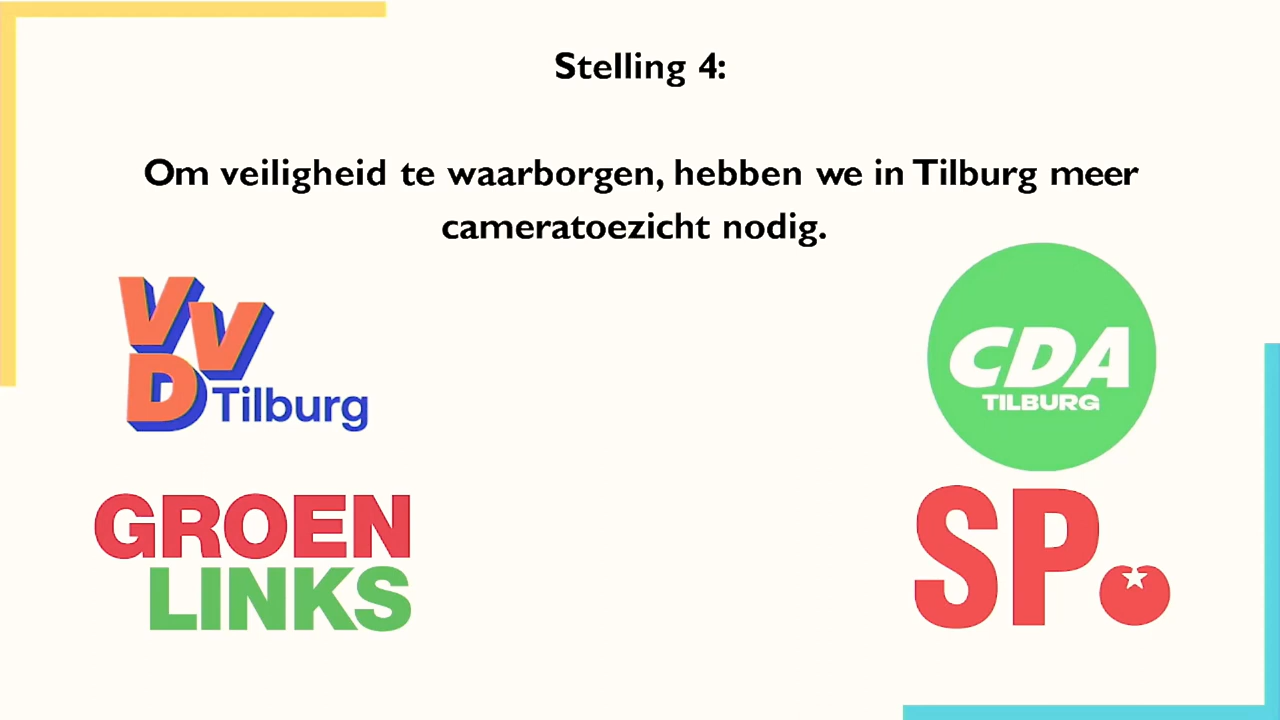 Stelling 4:
Om veiligheid te waarborgen, hebben we in Tilburg meer
cameratoezicht nodig.
VVD Tilburg
CDA
TILBURG
GROEN
LINKS
SP